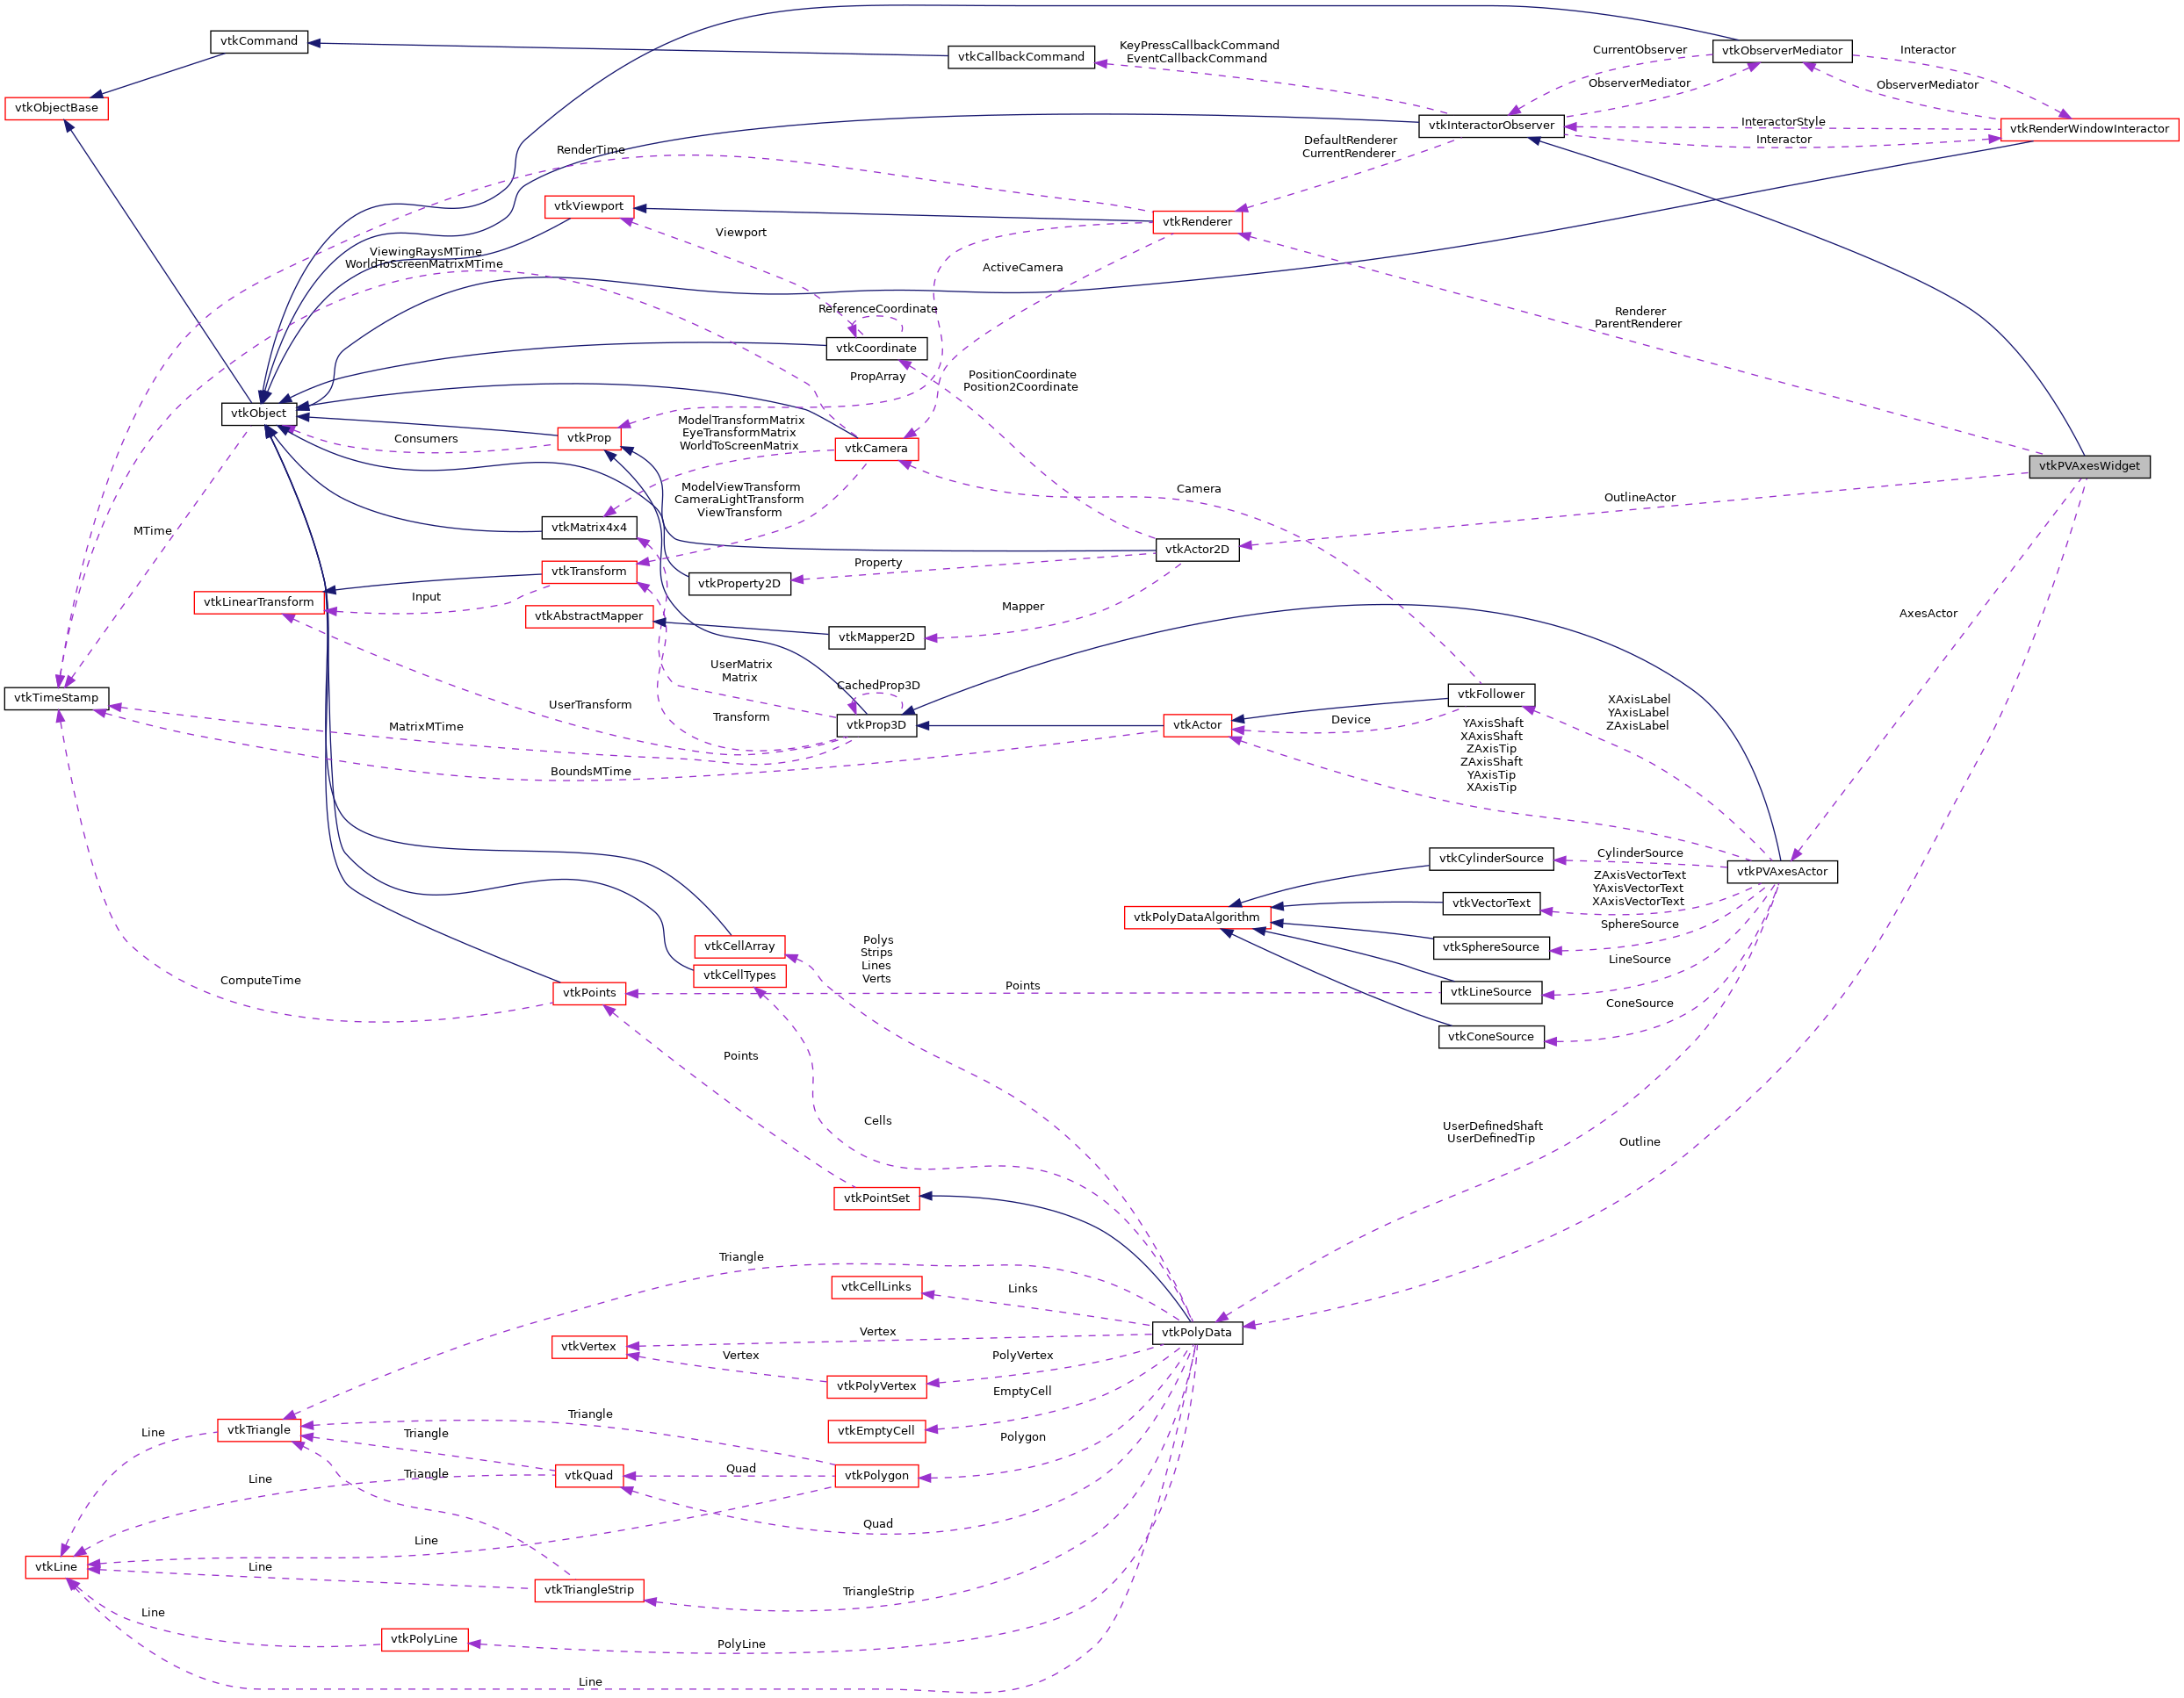 vtkCommand
vtkCallbackCommand
KeyPressCallbackCommand
EventCallbackCommand
CurrentObserver
vtkObserverMediator
Interactor
ObserverMediator
ObserverMediator
vtkObjectBase
vtkInteractorObserver
InteractorStyle
Interactor
vtkRenderWindowInteractor
RenderTime
DefaultRenderer
CurrentRenderer
vtkViewport
Viewport
vtkRenderer
ViewingRaysMTime
WorldToScreenMatrixMTime
ActiveCamera
ReferenceCoordinate
Renderer
ParentRenderer
vtkCoordinate
PropArray
PositionCoordinate
Position2Coordinate
vtkObject
Consumers
vtkProp
ModelTransformMatrix
EyeTransformMatrix
WorldToScreenMatrix
vtkCamera
vtkPVAxesWidget
Camera
OutlineActor
ModelViewTransform
CameraLightTransform
ViewTransform
MTime
vtkMatrix4x4
vtkActor2D
vtkTransform
Property
vtkProperty2D
Input
vtkLinearTransform
vtkAbstractMapper
Mapper
vtkMapper2D
AxesActor
UserMatrix
Matrix
CachedProp3D
vtkTimeStamp
UserTransform
Transform
MatrixMTime
vtkProp3D
vtkActor
Device
vtkFollower
XAxisLabel
YAxisLabel
ZAxisLabel
YAxisShaft
XAxisShaft
ZAxisTip
ZAxisShaft
YAxisTip
XAxisTip
BoundsMTime
vtkCylinderSource
CylinderSource
vtkPVAxesActor
ZAxisVectorText
YAxisVectorText
XAxisVectorText
vtkVectorText
vtkPolyDataAlgorithm
SphereSource
vtkSphereSource
LineSource
vtkLineSource
ConeSource
vtkConeSource
vtkCellArray
vtkCellTypes
Polys
Strips
Lines
Verts
ComputeTime
vtkPoints
Points
Points
Cells
UserDefinedShaft
UserDefinedTip
Outline
vtkPointSet
Triangle
vtkCellLinks
Links
vtkPolyData
vtkVertex
Vertex
Vertex
PolyVertex
vtkPolyVertex
EmptyCell
vtkEmptyCell
vtkTriangle
Triangle
Triangle
Polygon
Line
Line
Triangle
vtkQuad
Quad
vtkPolygon
Quad
Line
vtkLine
Line
vtkTriangleStrip
TriangleStrip
Line
vtkPolyLine
PolyLine
Line